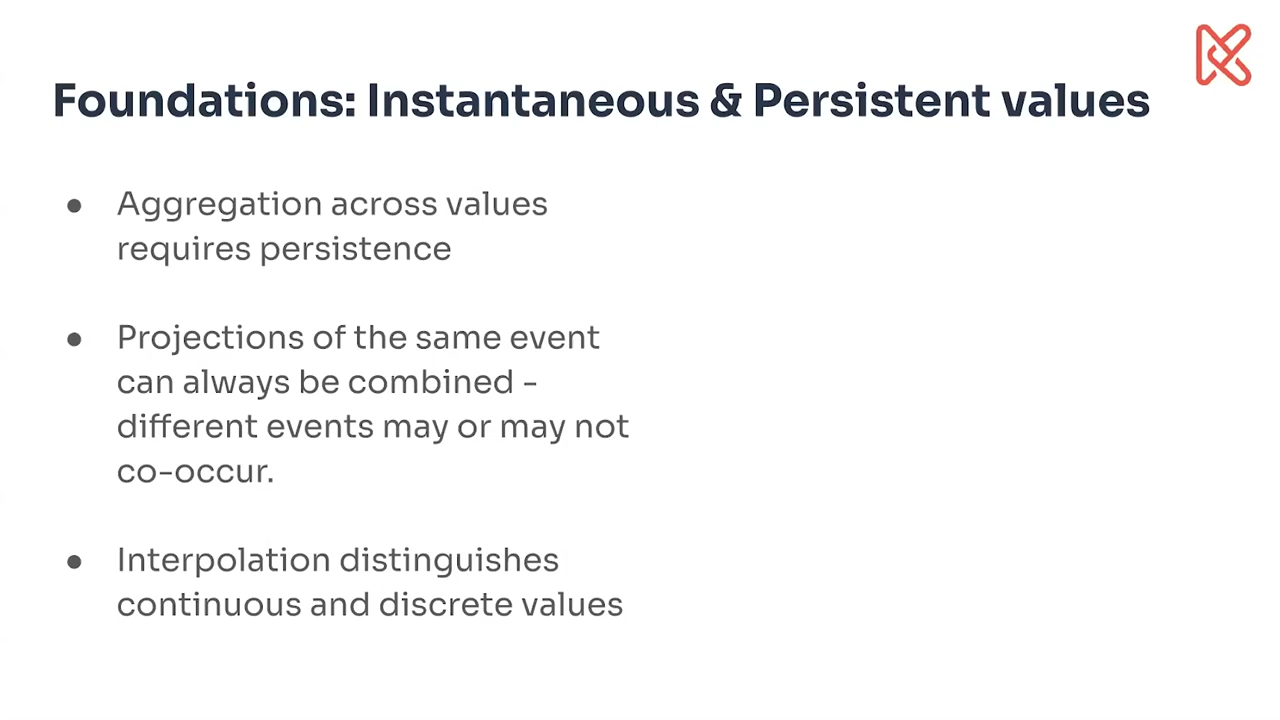 Foundations: Instantaneous & Persistent values
● Aggregation across values
requires persistence
● Projections of the same event
can always be combined -
different events may or may not
co-occur.
● Interpolation distinguishes
continuous and discrete values